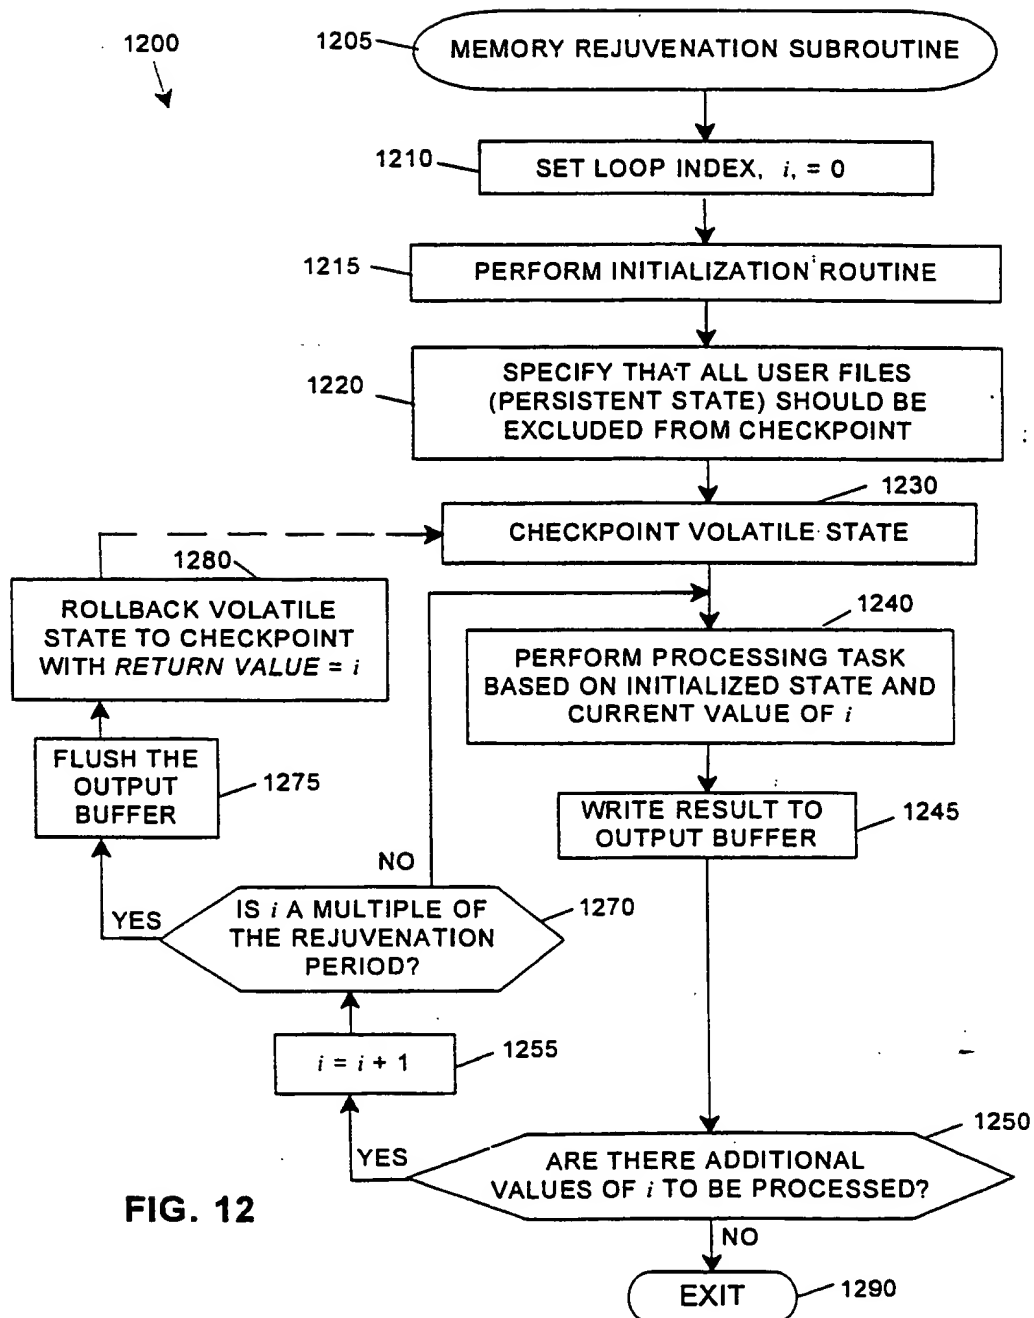 1200
1205
MEMORY REJUVENATION SUBROUTINE
1210
SET LOOP INDEX, i, = 0
1215
PERFORM INITIALIZATION ROUTINE
1220
SPECIFY THAT ALL USER FILES
(PERSISTENT STATE) SHOULD BE
EXCLUDED FROM CHECKPOINT
1230
CHECKPOINT VOLATILE STATE
1280
ROLLBACK VOLATILE
STATE TO CHECKPOINT
WITH RETURN VALUE = i
1240
PERFORM PROCESSING TASK
BASED ON INITIALIZED STATE AND
CURRENT VALUE OF i
FLUSH THE
OUTPUT
BUFFER
1275
WRITE RESULT TO
OUTPUT BUFFER
1245
NO
YES
IS i A MULTIPLE OF
THE REJUVENATION
PERIOD?
1270
i = i + 1
1255
1250
YES
ARE THERE ADDITIONAL
VALUES OF i TO BE PROCESSED?
FIG. 12
NO
EXIT
1290